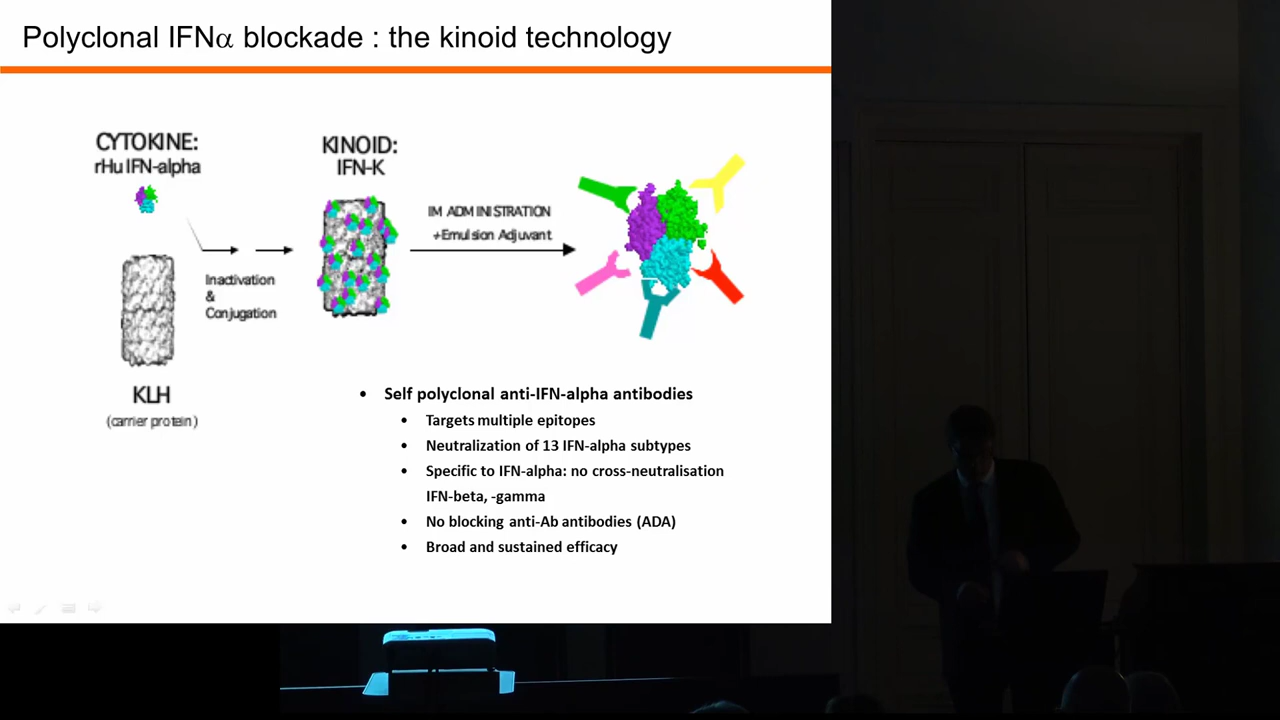 Polyclonal IFNα blockade : the kinoid technology
CYTOKINE:
rHu IFN-alpha
KINOID:
IFN-K
IM ADMINISTRATION
+Emulsion Adjuvant
Inactivation
&
Conjugation
KLH
(carrier protein)
• Self polyclonal anti-IFN-alpha antibodies
• Targets multiple epitopes
• Neutralization of 13 IFN-alpha subtypes
• Specific to IFN-alpha: no cross-neutralisation
IFN-beta, -gamma
• No blocking anti-Ab antibodies (ADA)
• Broad and sustained efficacy